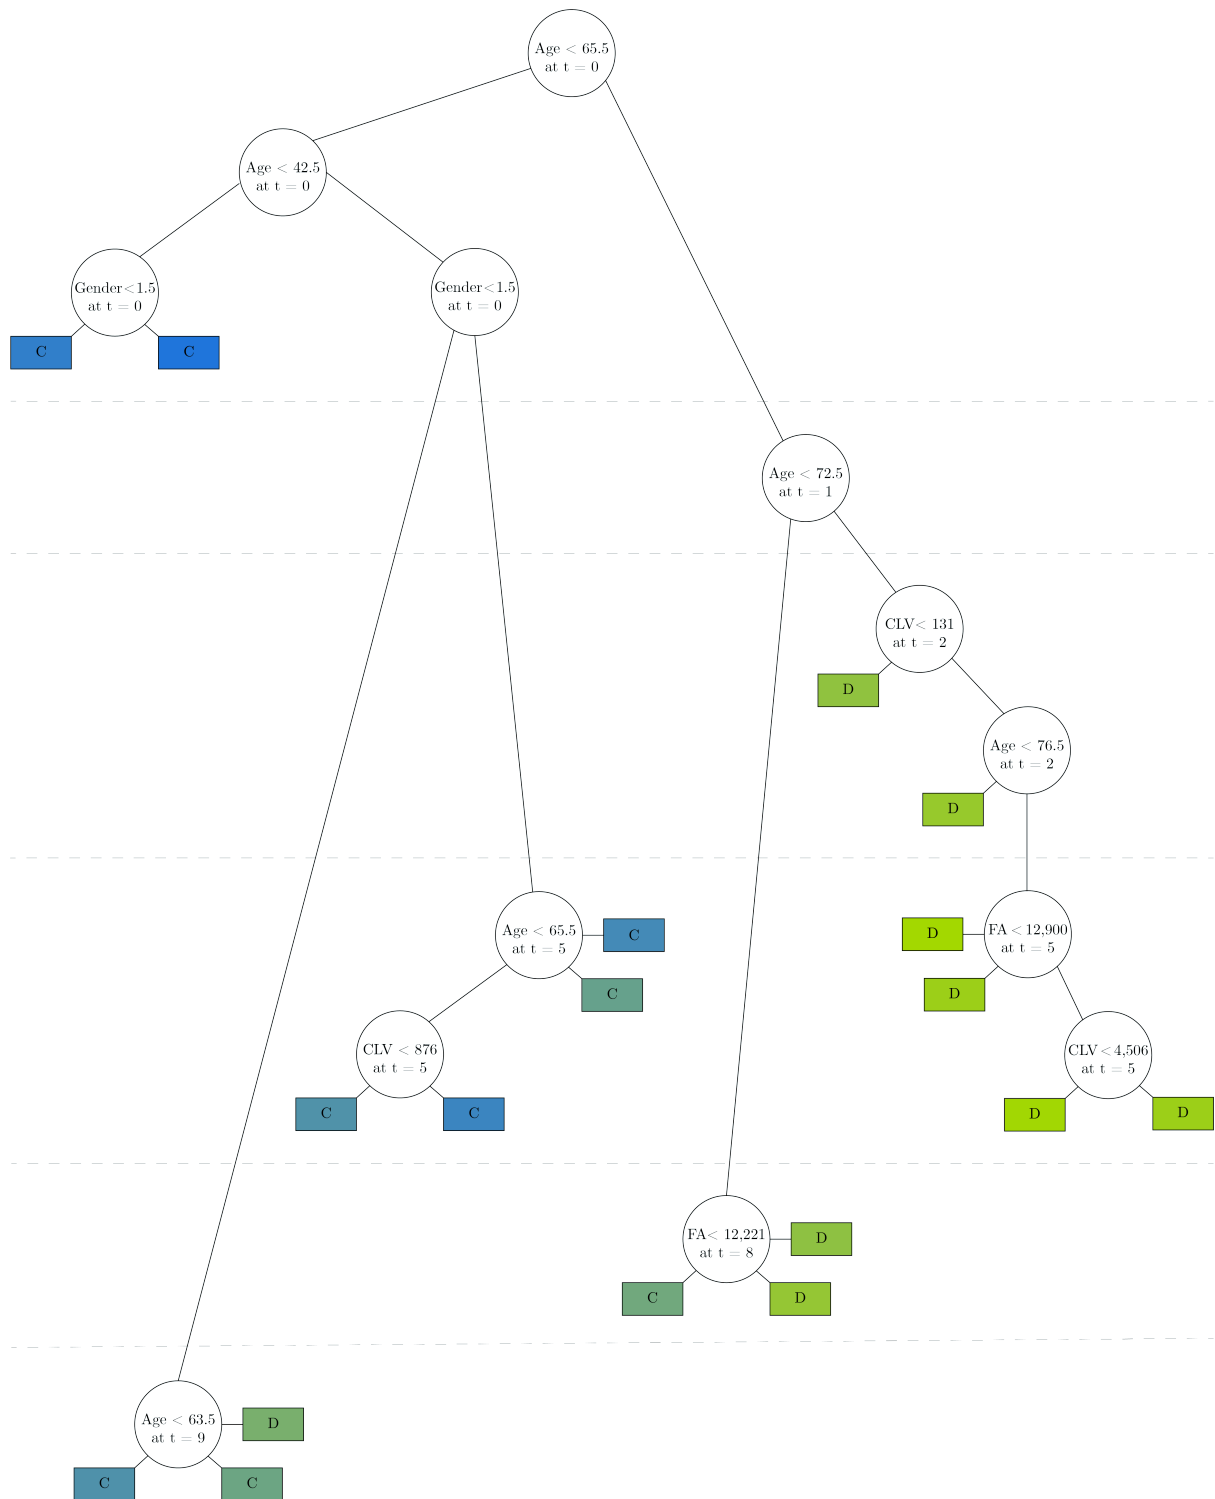 Age < 65.5
at t = 0
Age < 42.5
at t = 0
Gender<1.5
at t = 0
Gender<1.5
at t = 0
C
C
Age < 72.5
at t = 1
CLV< 131
at t = 2
D
Age < 76.5
at t = 2
D
Age < 65.5
at t = 5
C
D
FA <12,900
at t = 5
C
D
CLV < 876
at t = 5
CLV<4,506
at t = 5
C
C
D
D
FA< 12,221
at t = 8
D
C
D
Age < 63.5
at t = 9
D
C
C